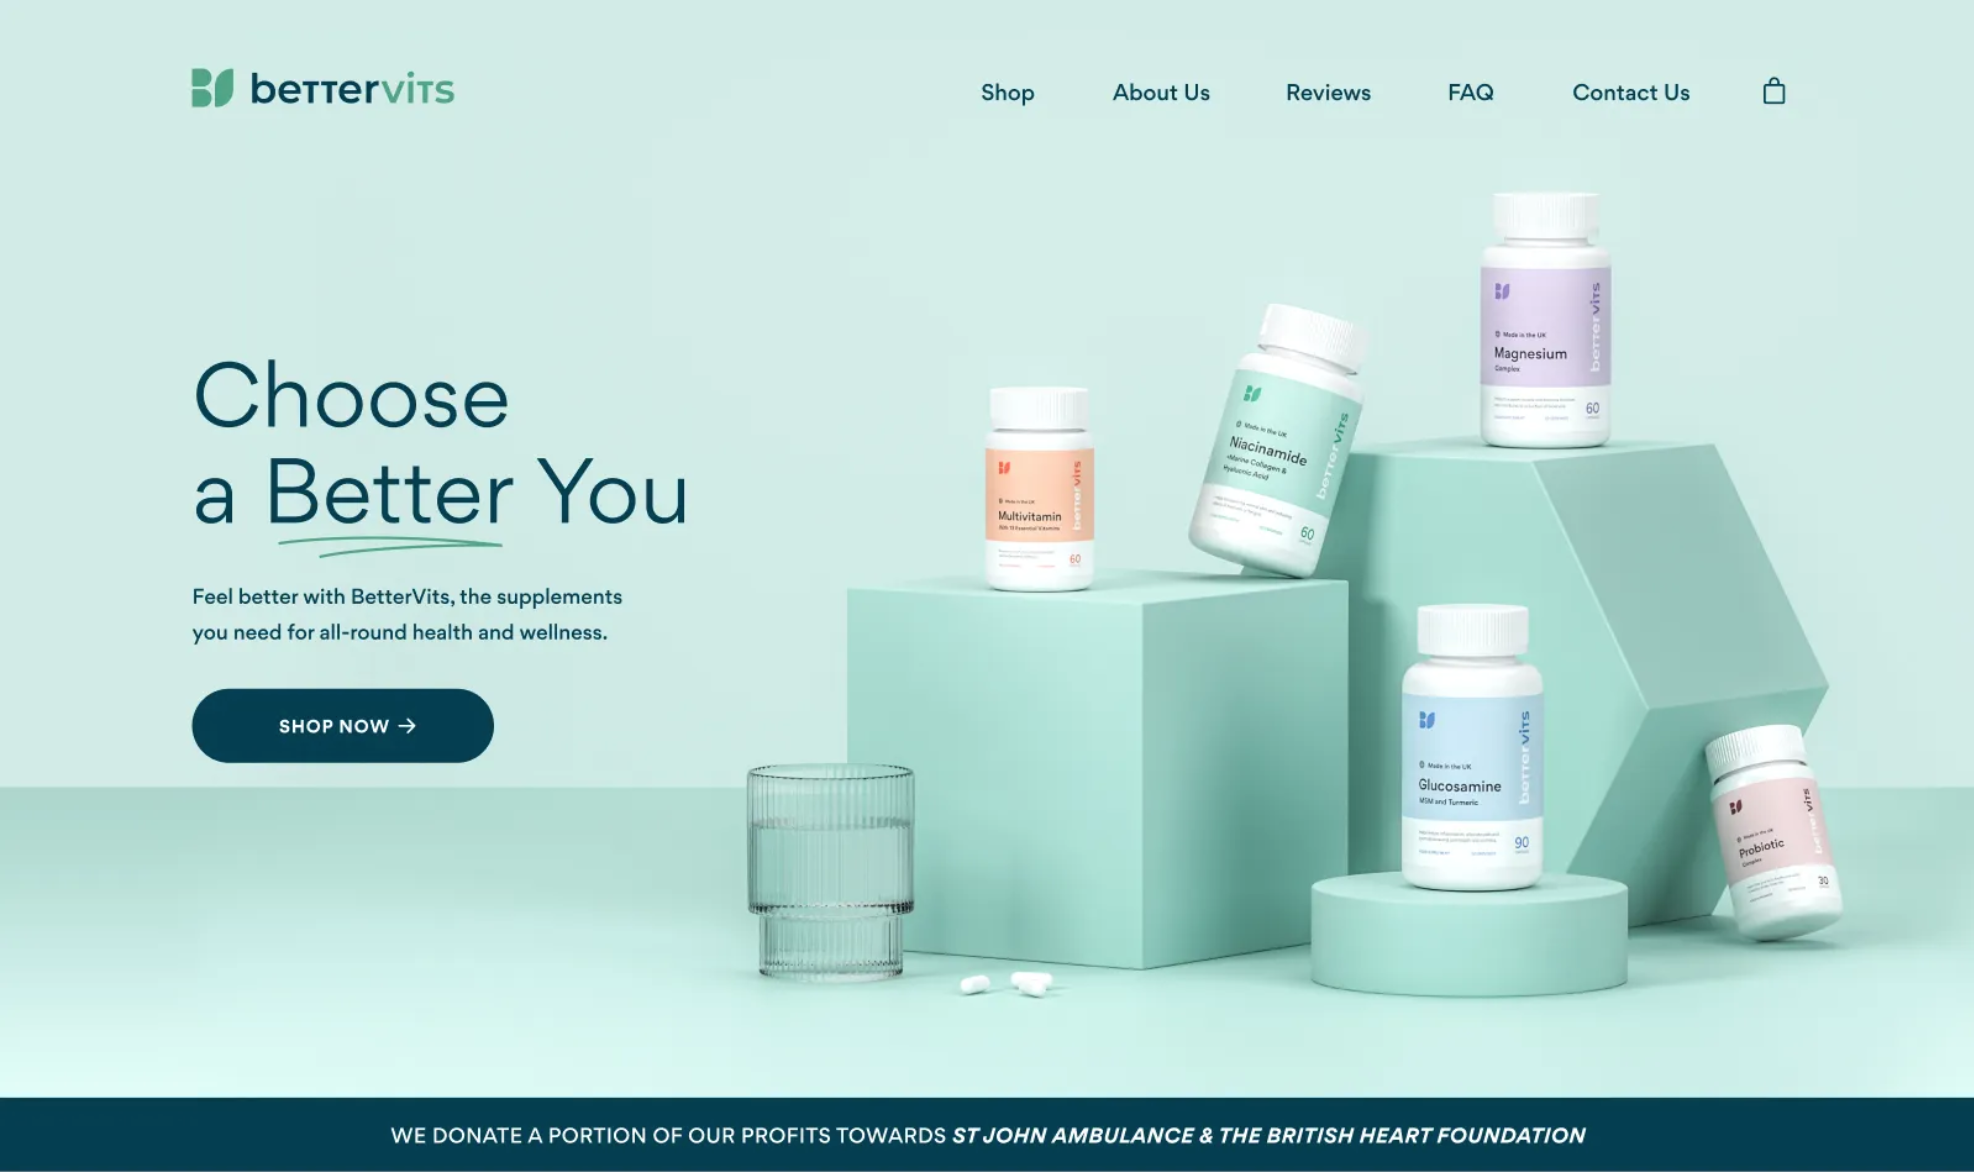 bettervits
Shop
About Us
Reviews
FAQ
Contact Us
Choose
a Better You
Feel better with BetterVits, the supplements
you need for all-round health and wellness.
SHOP NOW →
Made in the UK
Multivitamin
bettervits
60
Made in the UK
Niacinamide
+Marine Collagen &
Hyaluronic Acid
bettervits
60
Made in the UK
Magnesium
Complex
bettervits
60
Made in the UK
Glucosamine
MSM and Turmeric
bettervits
90
Made in the UK
Probiotic
Complex
bettervits
30
WE DONATE A PORTION OF OUR PROFITS TOWARDS ST JOHN AMBULANCE & THE BRITISH HEART FOUNDATION